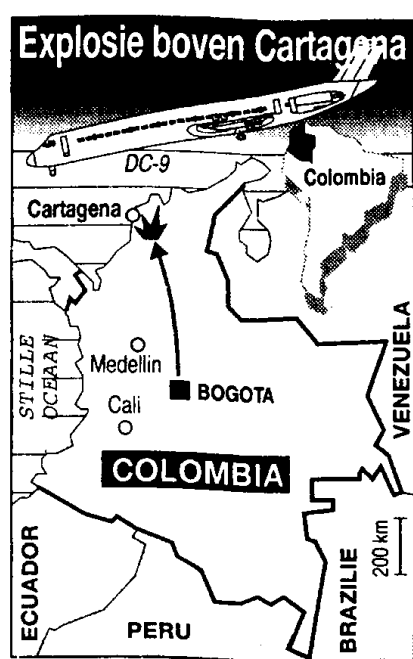 Explosie boven Cartagena
DC-9
Colombia
Cartagena
STILLE
OCEAAN
Medellin
BOGOTA
Cali
VENEZUELA
COLOMBIA
ECUADOR
PERU
BRAZILIE
200 km